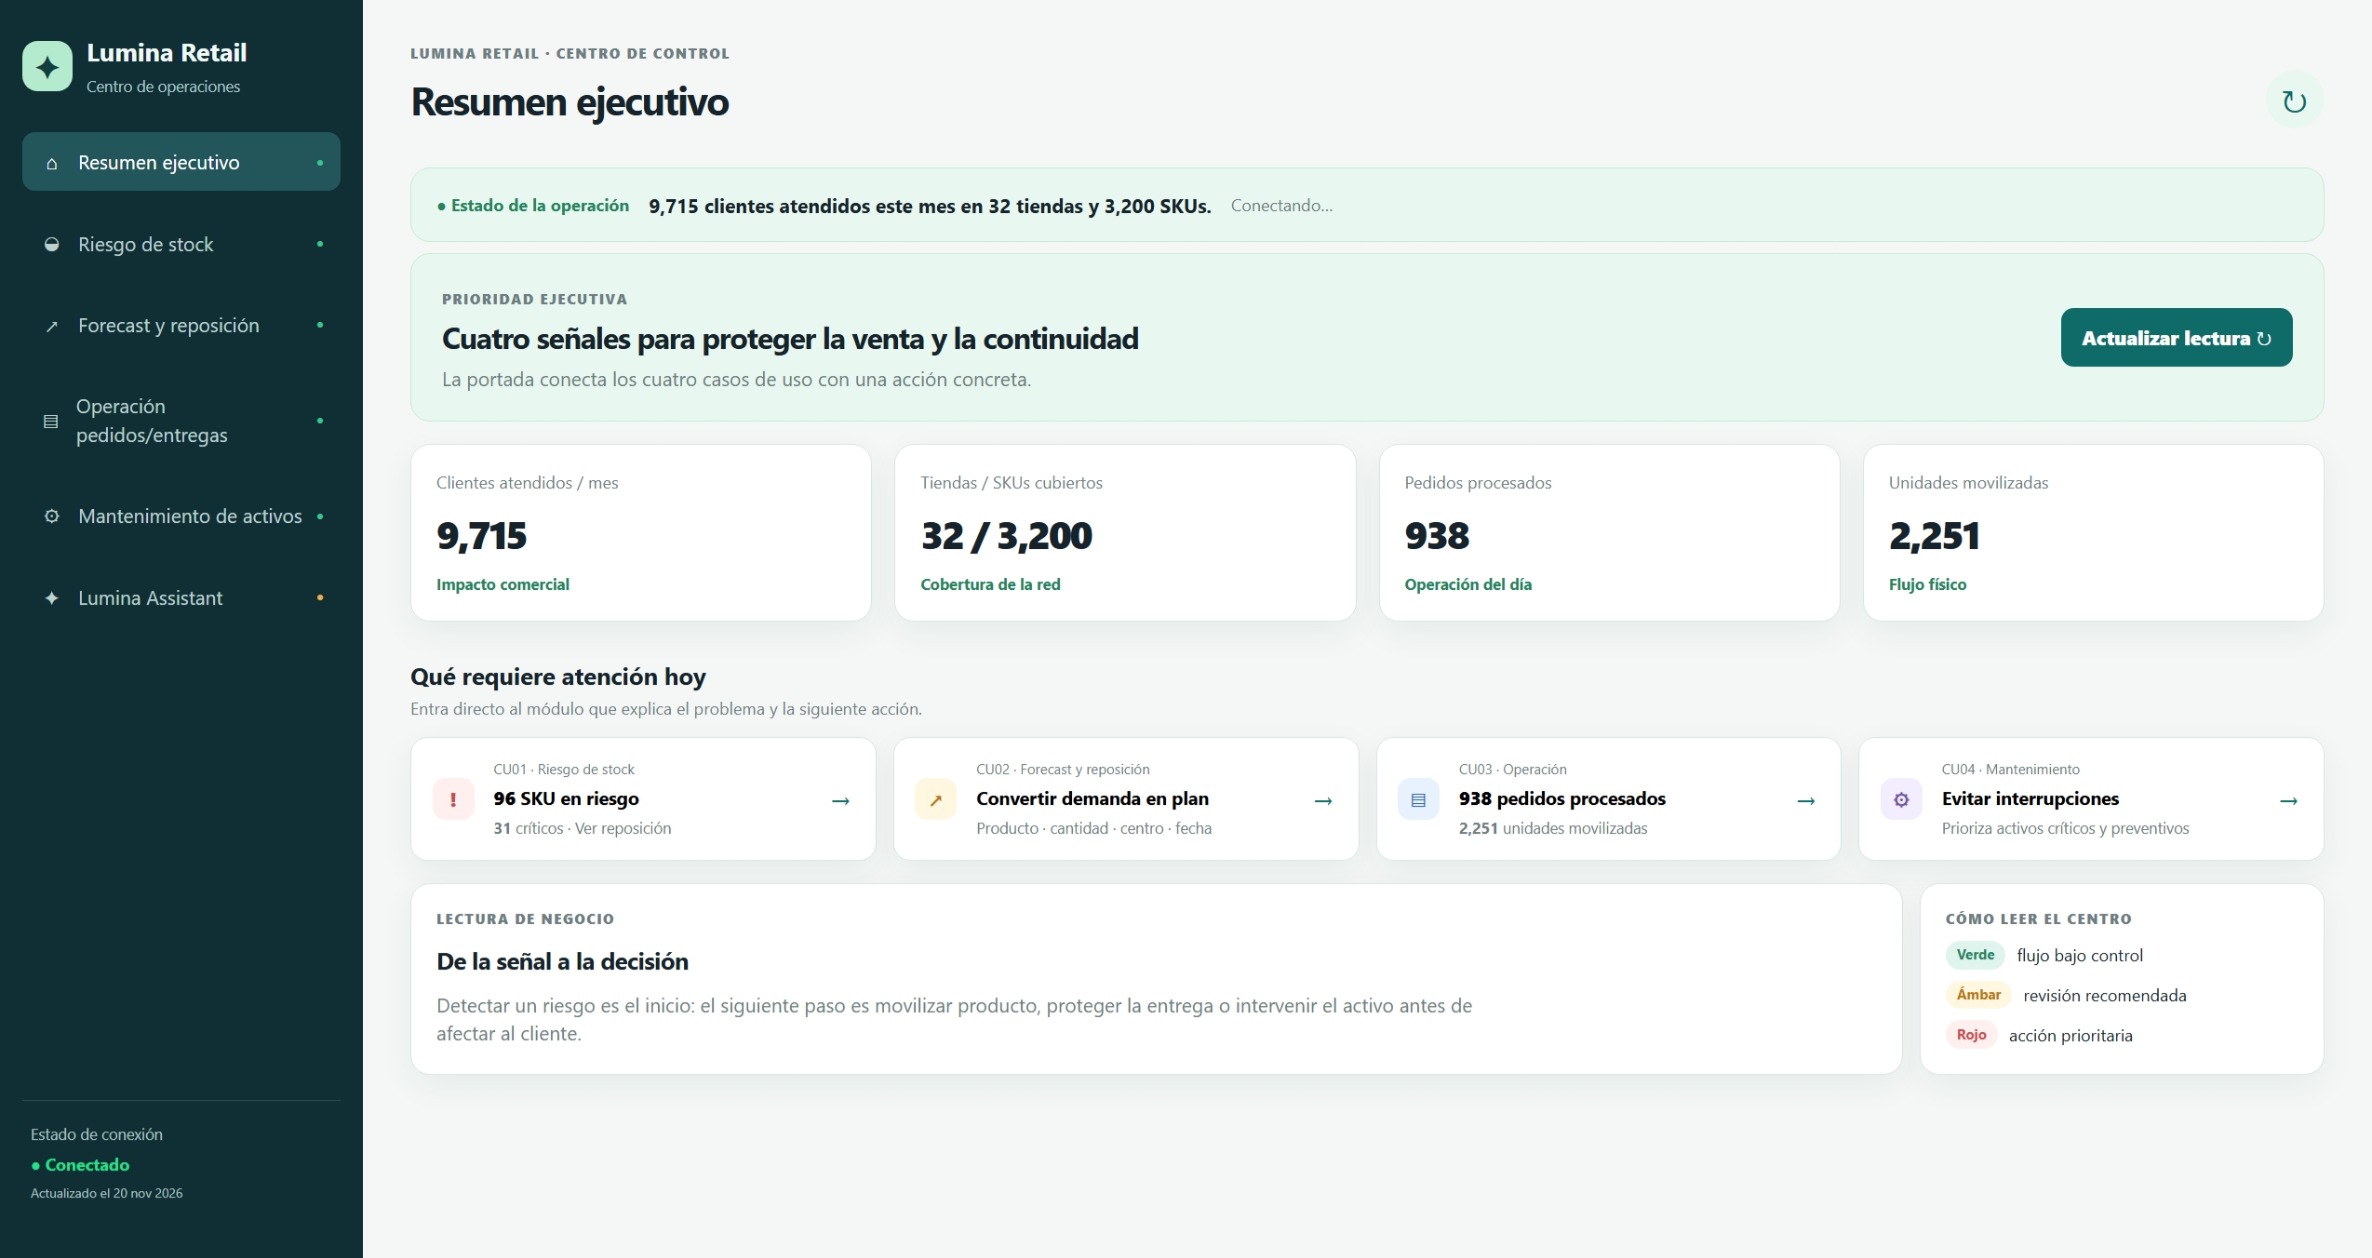 Lumina Retail
Centro de operaciones
Resumen ejecutivo
Riesgo de stock
Forecast y reposición
Operación
pedidos/entregas
Mantenimiento de activos
Lumina Assistant
Estado de conexión
● Conectado
Actualizado el 20 nov 2026
LUMINA RETAIL · CENTRO DE CONTROL
Resumen ejecutivo
● Estado de la operación 9,715 clientes atendidos este mes en 32 tiendas y 3,200 SKUs. Conectando...
PRIORIDAD EJECUTIVA
Cuatro señales para proteger la venta y la continuidad
La portada conecta los cuatro casos de uso con una acción concreta.
Actualizar lectura ↻
Clientes atendidos / mes
9,715
Impacto comercial
Tiendas / SKUs cubiertos
32 / 3,200
Cobertura de la red
Pedidos procesados
938
Operación del día
Unidades movilizadas
2,251
Flujo físico
Qué requiere atención hoy
Entra directo al módulo que explica el problema y la siguiente acción.
CU01 · Riesgo de stock
96 SKU en riesgo
31 críticos · Ver reposición
CU02 · Forecast y reposición
Convertir demanda en plan
Producto · cantidad · centro · fecha
CU03 · Operación
938 pedidos procesados
2,251 unidades movilizadas
CU04 · Mantenimiento
Evitar interrupciones
Prioriza activos críticos y preventivos
LECTURA DE NEGOCIO
De la señal a la decisión
Detectar un riesgo es el inicio: el siguiente paso es movilizar producto, proteger la entrega o intervenir el activo antes de
afectar al cliente.
CÓMO LEER EL CENTRO
Verde flujo bajo control
Ámbar revisión recomendada
Rojo acción prioritaria